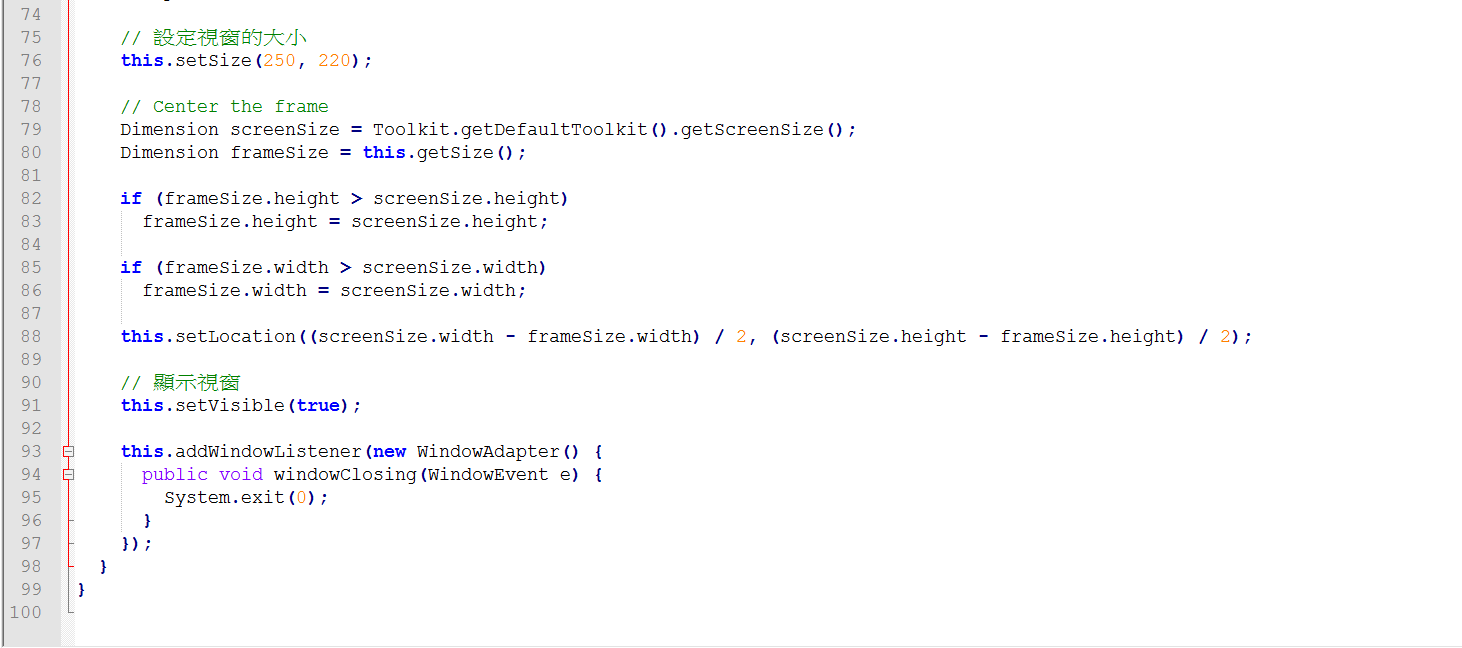 74
75 // 設定視窗的大小
76 this.setSize(250, 220);
77
78 // Center the frame
79 Dimension screenSize = Toolkit.getDefaultToolkit().getScreenSize();
80 Dimension frameSize = this.getSize();
81
82 if (frameSize.height > screenSize.height)
83 frameSize.height = screenSize.height;
84
85 if (frameSize.width > screenSize.width)
86 frameSize.width = screenSize.width;
87
88 this.setLocation((screenSize.width - frameSize.width) / 2, (screenSize.height - frameSize.height) / 2);
89
90 // 顯示視窗
91 this.setVisible(true);
92
93 this.addWindowListener(new WindowAdapter() {
94 public void windowClosing(WindowEvent e) {
95 System.exit(0);
96 }
97 });
98 }
99 }
100